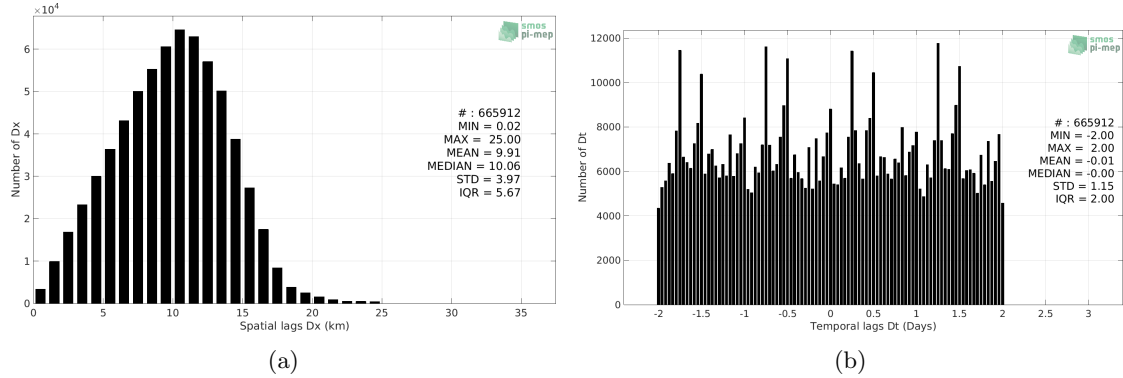 ×10⁴
6
5
4
3
2
1
0
Number of Dx
0 5 10 15 20 25 30 35
Spatial lags Dx (km)
smos
pi-mep
# : 665912
MIN = 0.02
MAX = 25.00
MEAN = 9.91
MEDIAN = 10.06
STD = 3.97
IQR = 5.67
(a)
12000
10000
8000
6000
4000
2000
0
Number of Dt
-2 -1.5 -1 -0.5 0 0.5 1 1.5 2 2.5 3
Temporal lags Dt (Days)
smos
pi-mep
# : 665912
MIN = -2.00
MAX = 2.00
MEAN = -0.01
MEDIAN = -0.00
STD = 1.15
IQR = 2.00
(b)